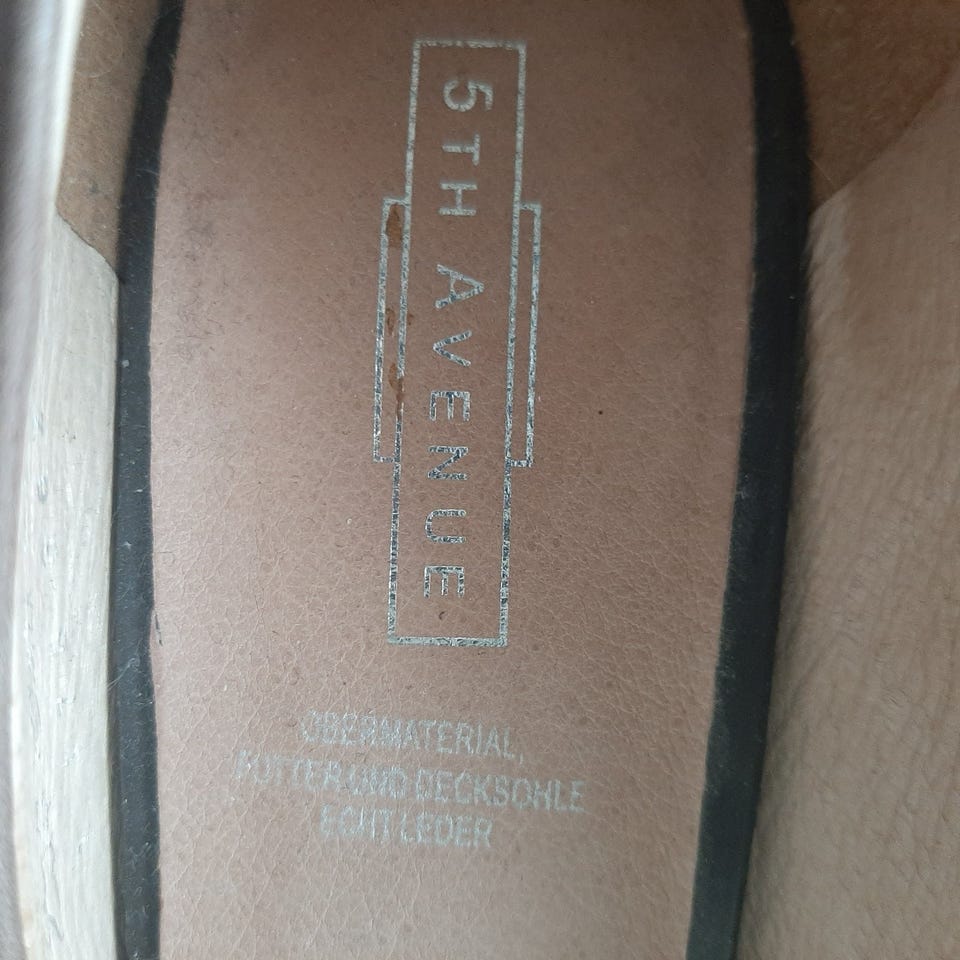 5TH AVENUE
OBERMATERIAL,
FUTTER UND DECKSOHLE
ECHT LEDER